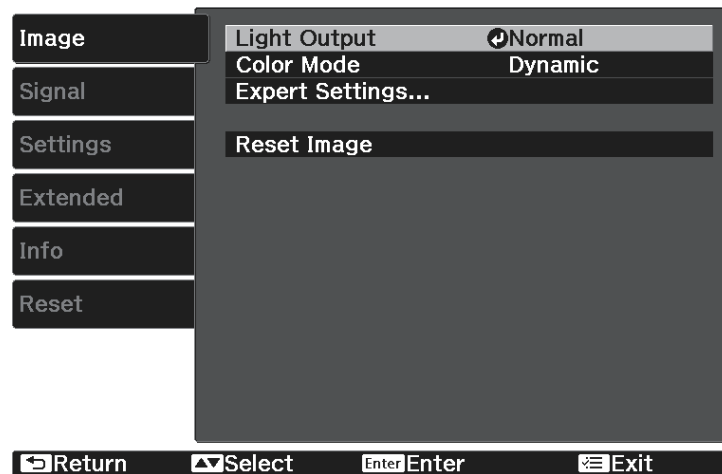 Image
Signal
Settings
Extended
Info
Reset
Light Output Normal
Color Mode Dynamic
Expert Settings...
Reset Image
Return Select Enter Enter Exit